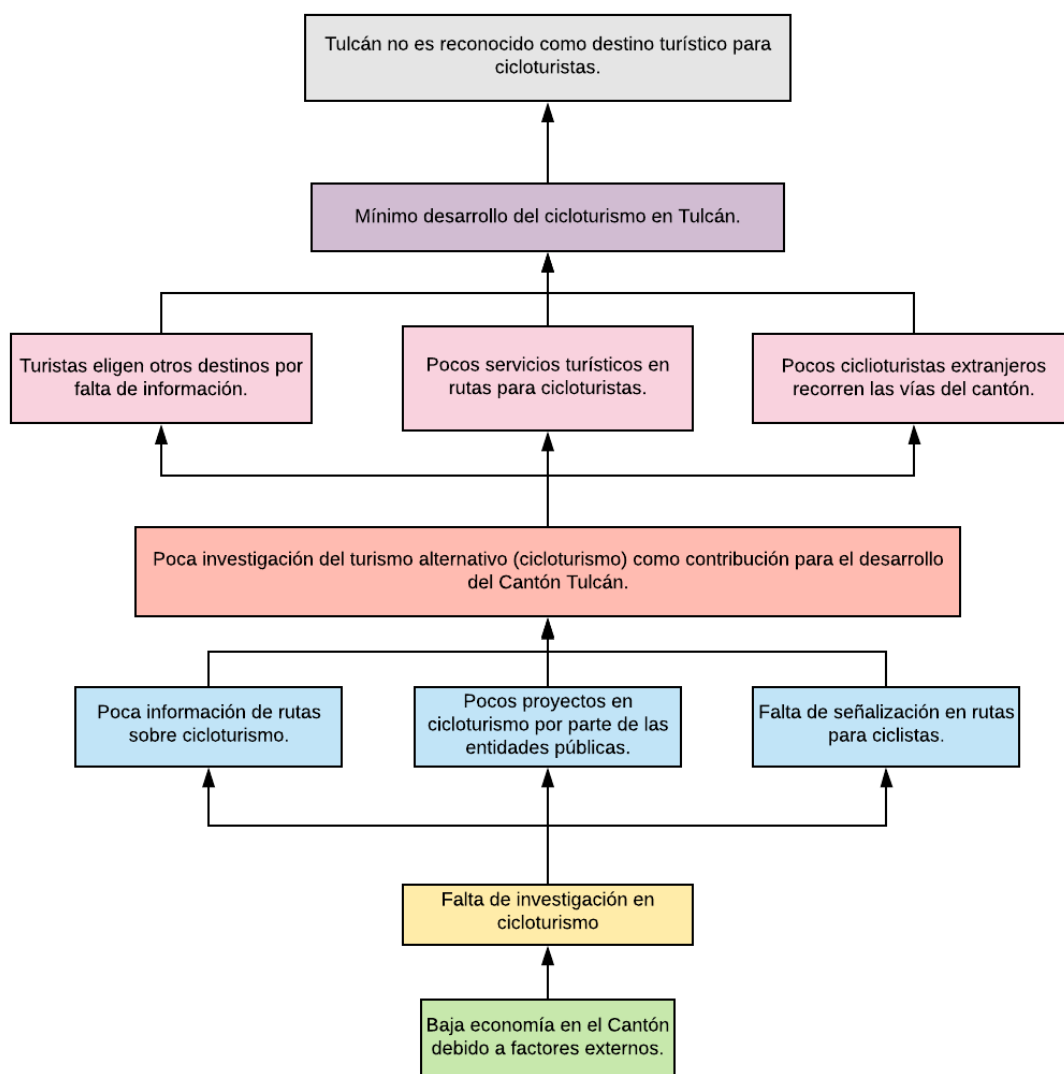 Tulcán no es reconocido como destino turístico para
cicloturistas.
Mínimo desarrollo del cicloturismo en Tulcán.
Turistas eligen otros destinos por
falta de información.
Pocos servicios turísticos en
rutas para cicloturistas.
Pocos ciclioturistas extranjeros
recorren las vías del cantón.
Poca investigación del turismo alternativo (cicloturismo) como contribución para el desarrollo
del Cantón Tulcán.
Poca información de rutas
sobre cicloturismo.
Pocos proyectos en
cicloturismo por parte de las
entidades públicas.
Falta de señalización en rutas
para ciclistas.
Falta de investigación en
cicloturismo
Baja economía en el Cantón
debido a factores externos.